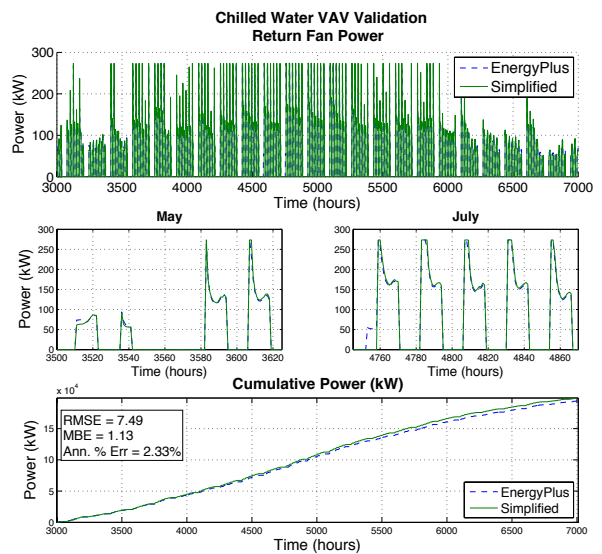 Chilled Water VAV Validation
Return Fan Power
300
200
100
0
Power (kW)
EnergyPlus
Simplified
3000 3500 4000 4500 5000 5500 6000 6500 7000
Time (hours)
May
300
250
200
150
100
50
0
Power (kW)
3500 3520 3540 3560 3580 3600 3620
Time (hours)
July
300
250
200
150
100
50
0
4760 4780 4800 4820 4840 4860
Time (hours)
Cumulative Power (kW)
x 10^4
15
10
5
0
Power (kW)
RMSE = 7.49
MBE = 1.13
Ann. % Err = 2.33%
EnergyPlus
Simplified
3000 3500 4000 4500 5000 5500 6000 6500 7000
Time (hours)